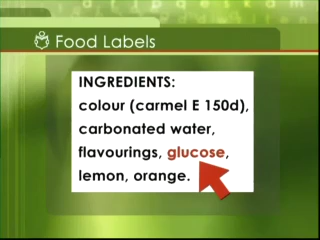 Food Labels
INGREDIENTS:
colour (carmel E 150d),
carbonated water,
flavourings, glucose,
lemon, orange.